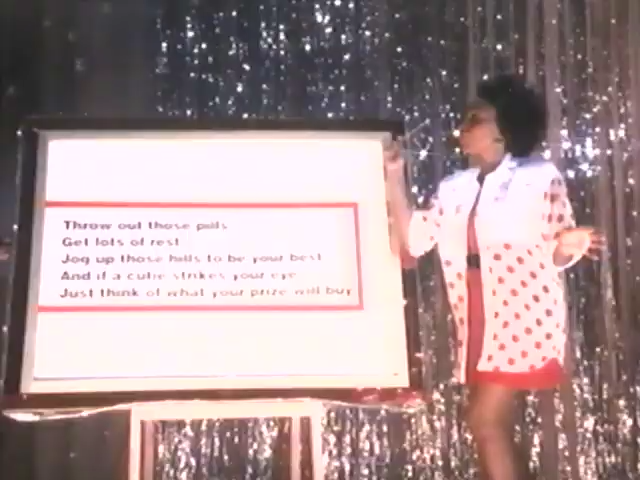 Throw out those pills
Get lots of rest
Jog up those hills to be your best
And if a cutie strikes your eye
Just think of what your prize will buy